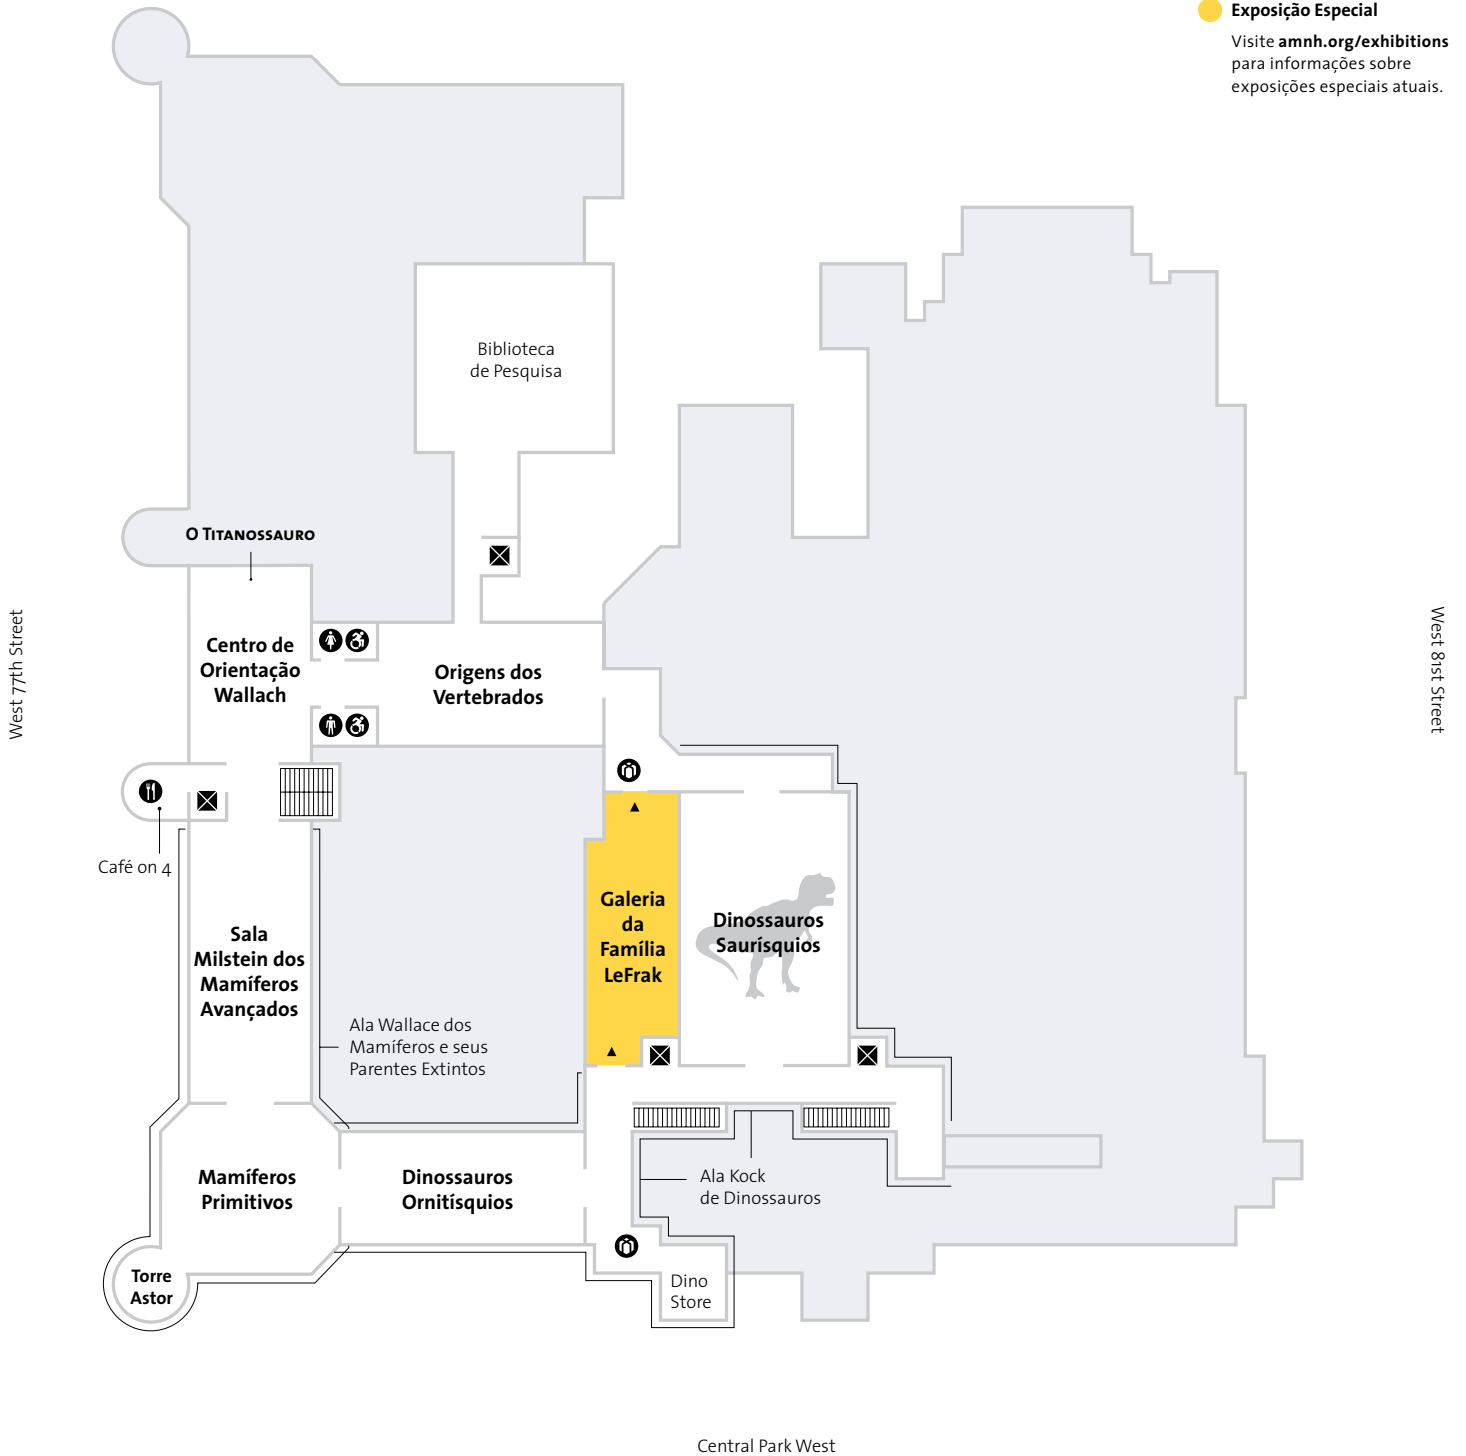 Exposição Especial
Visite amnh.org/exhibitions
para informações sobre
exposições especiais atuais.
Biblioteca
de Pesquisa
O Titanossauro
West 77th Street
West 81st Street
Centro de
Orientação
Wallach
Origens dos
Vertebrados
Café on 4
Galeria
da
Família
LeFrak
Dinossauros
Saurísquios
Sala
Milstein dos
Mamíferos
Avançados
Ala Wallace dos
Mamíferos e seus
Parentes Extintos
Mamíferos
Primitivos
Dinossauros
Ornitísquios
Ala Kock
de Dinossauros
Torre
Astor
Dino
Store
Central Park West